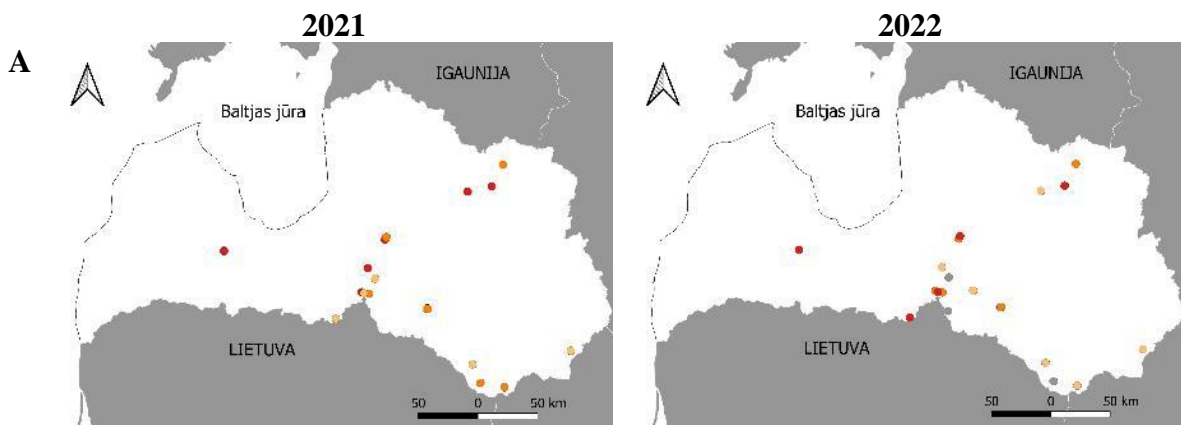 2021
2022
A
IGAUNIJA
Baltjas jūra
LIETUVA
50 0 50 km
IGAUNIJA
Baltjas jūra
LIETUVA
50 0 50 km